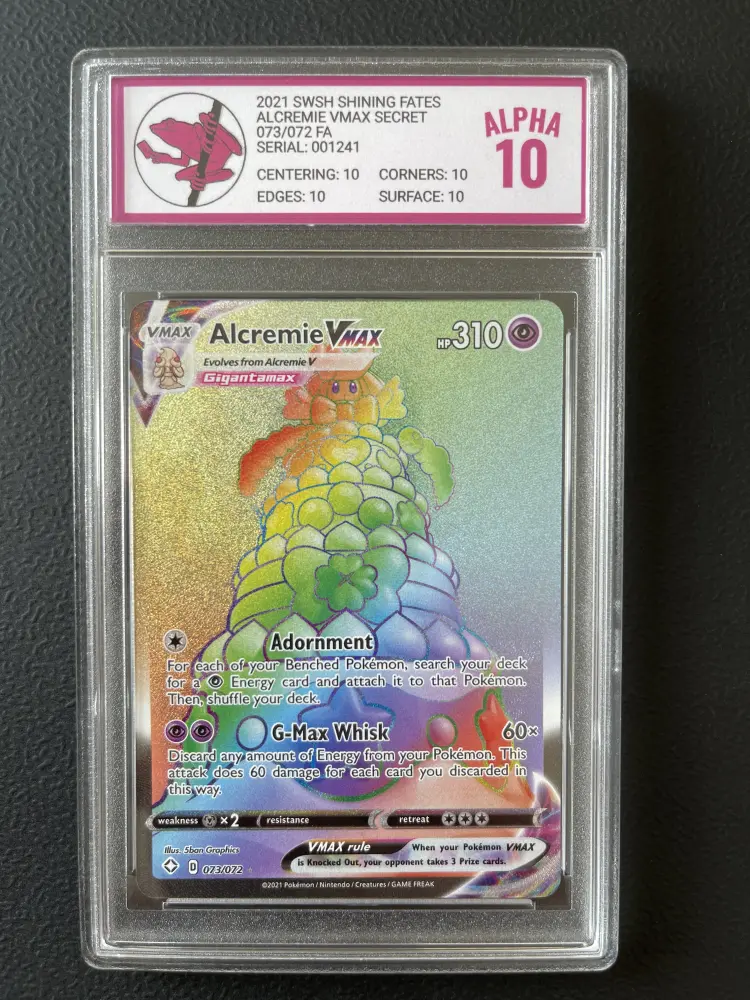 2021 SWSH SHINING FATES
ALCREMIE VMAX SECRET
073/072 FA
SERIAL: 001241
CENTERING: 10 CORNERS: 10
EDGES: 10 SURFACE: 10
ALPHA
10
VMAX Alcremie VMAX HP 310
Evolves from Alcremie V
Gigantamax
Adornment
For each of your Benched Pokémon, search your deck
for a Energy card and attach it to that Pokémon.
Then, shuffle your deck.
G-Max Whisk 60×
Discard any amount of Energy from your Pokémon. This
attack does 60 damage for each card you discarded in
this way.
weakness ×2 resistance retreat
Illus. 5ban Graphics
VMAX rule When your Pokémon VMAX
is Knocked Out, your opponent takes 3 Prize cards.
D 073/072
©2021 Pokémon / Nintendo / Creatures / GAME FREAK